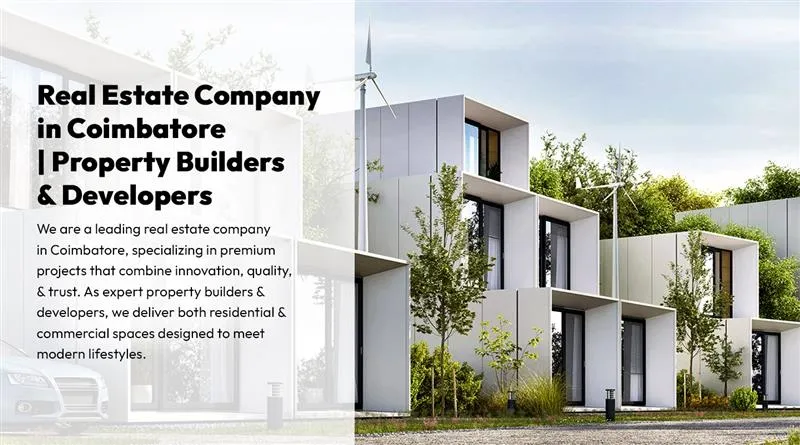 Real Estate Company
in Coimbatore
| Property Builders
& Developers
We are a leading real estate company
in Coimbatore, specializing in premium
projects that combine innovation, quality,
& trust. As expert property builders &
developers, we deliver both residential &
commercial spaces designed to meet
modern lifestyles.